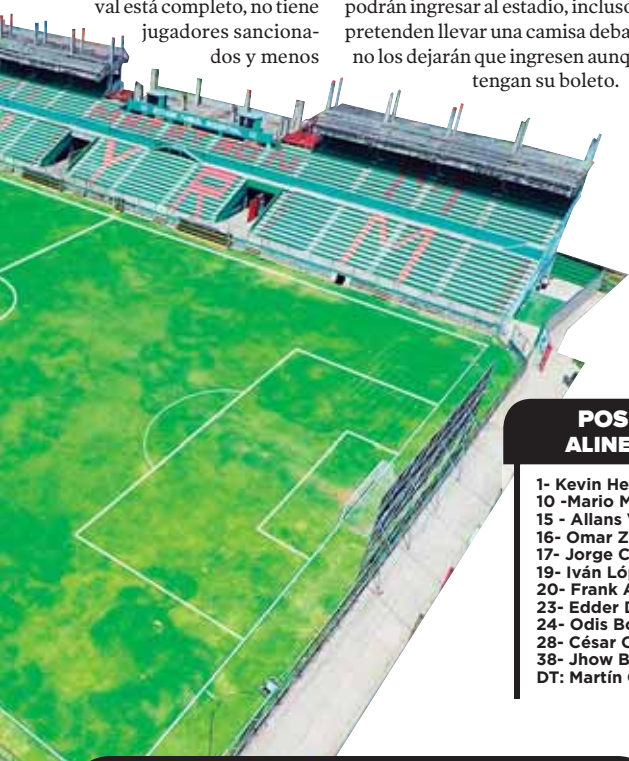 val está completo, no tiene
jugadores sanciona-
dos y menos
podrán ingresar al estadio, incluso
pretenden llevar una camisa deba
no los dejarán que ingresen aunq
tengan su boleto.
Y R M
POS
ALINE
1- Kevin He
10 -Mario M
15 - Allans
16- Omar Z
17- Jorge C
19- Iván Ló
20- Frank A
23- Edder D
24- Odis Bo
28- César C
38- Jhow B
DT: Martín